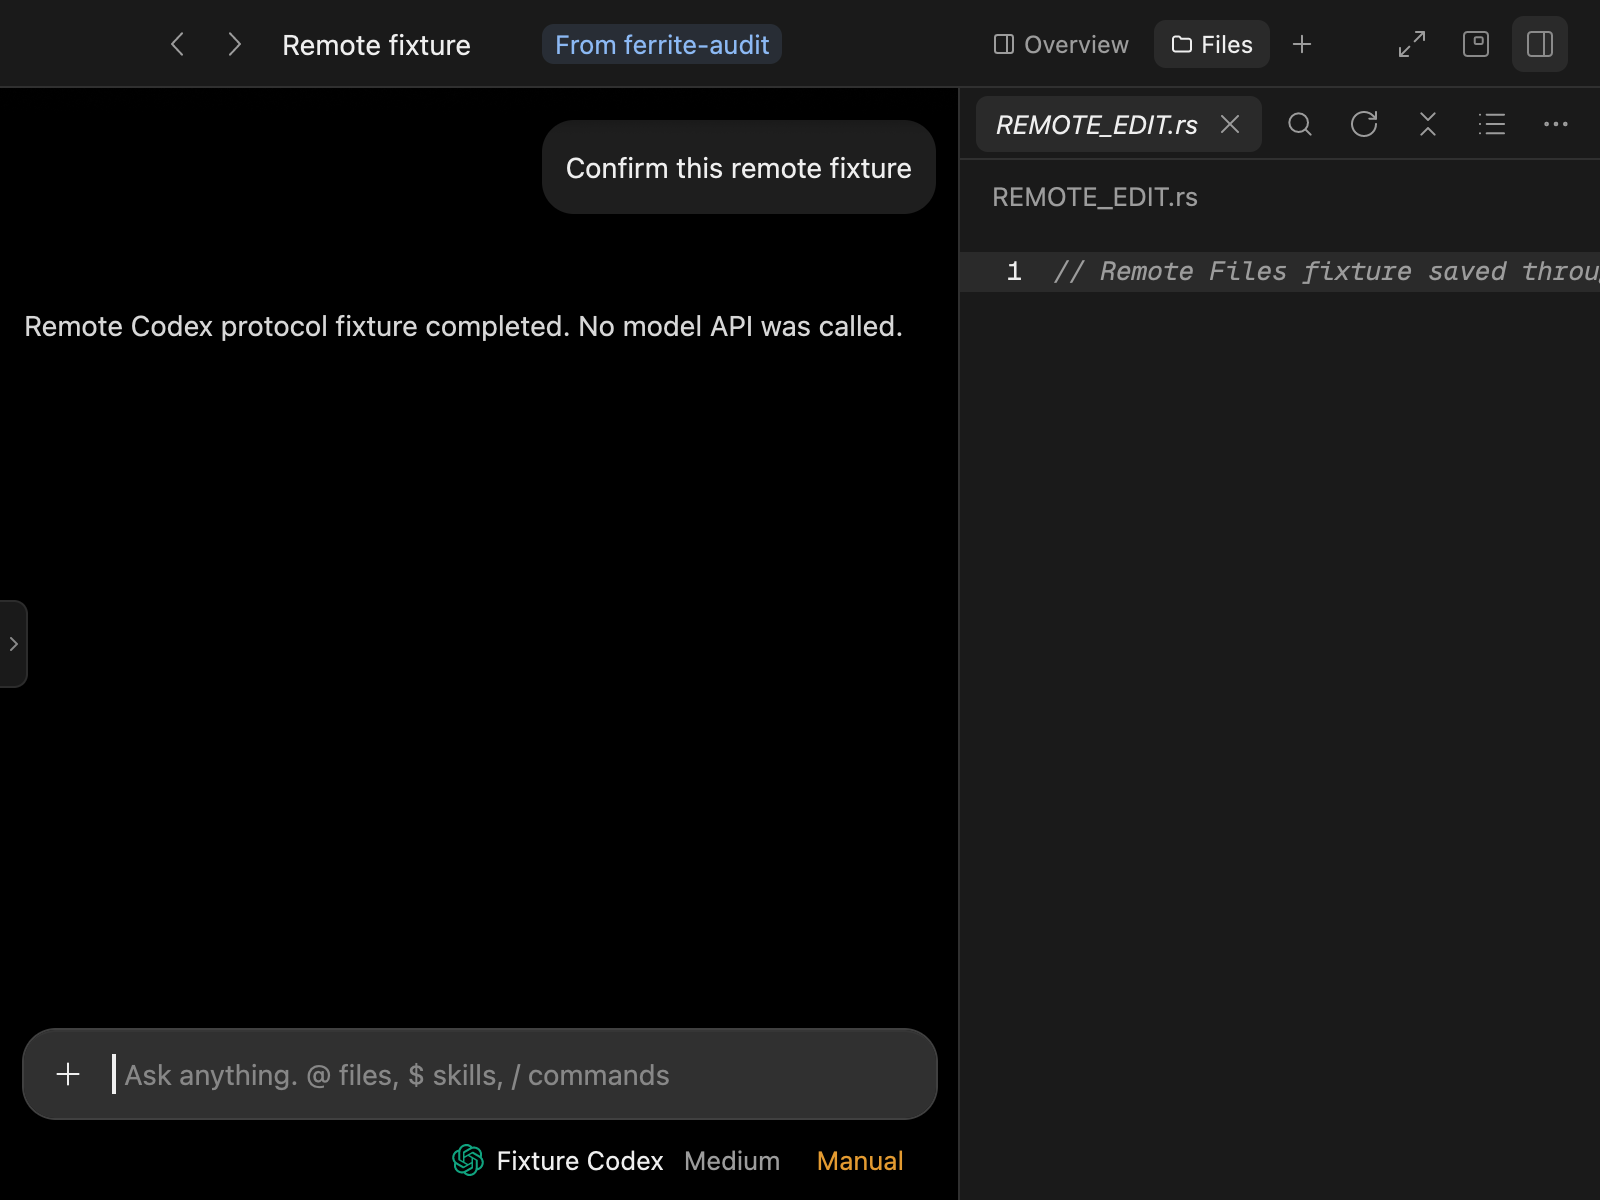 Remote fixture
From ferrite-audit
Overview
Files
Confirm this remote fixture
Remote Codex protocol fixture completed. No model API was called.
Ask anything. @ files, $ skills, / commands
Fixture Codex Medium Manual
REMOTE_EDIT.rs
REMOTE_EDIT.rs
1 // Remote Files fixture saved